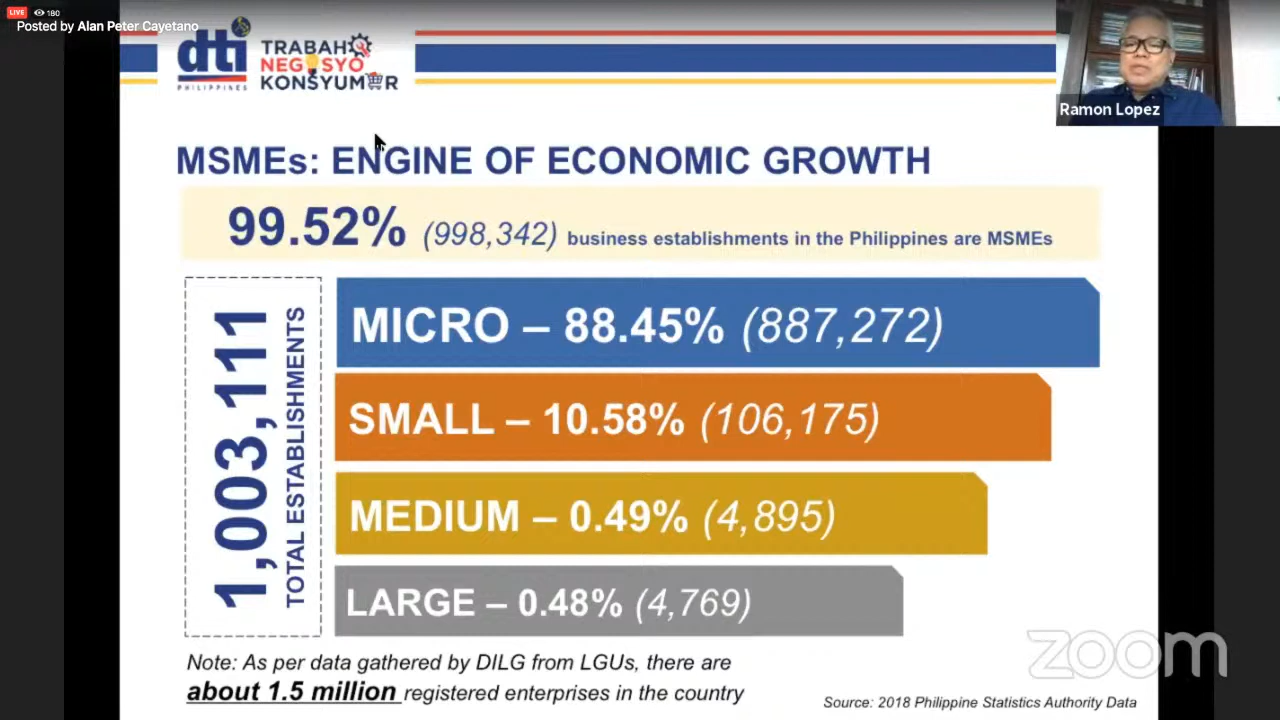 LIVE 180
Posted by Alan Peter Cayetano
dti
PHILIPPINES
TRABAHO
NEGOSYO
KONSYUMER
Ramon Lopez
MSMEs: ENGINE OF ECONOMIC GROWTH
99.52% (998,342) business establishments in the Philippines are MSMEs
1,003,111
TOTAL ESTABLISHMENTS
MICRO – 88.45% (887,272)
SMALL – 10.58% (106,175)
MEDIUM – 0.49% (4,895)
LARGE – 0.48% (4,769)
Note: As per data gathered by DILG from LGUs, there are
about 1.5 million registered enterprises in the country
zoom
Source: 2018 Philippine Statistics Authority Data